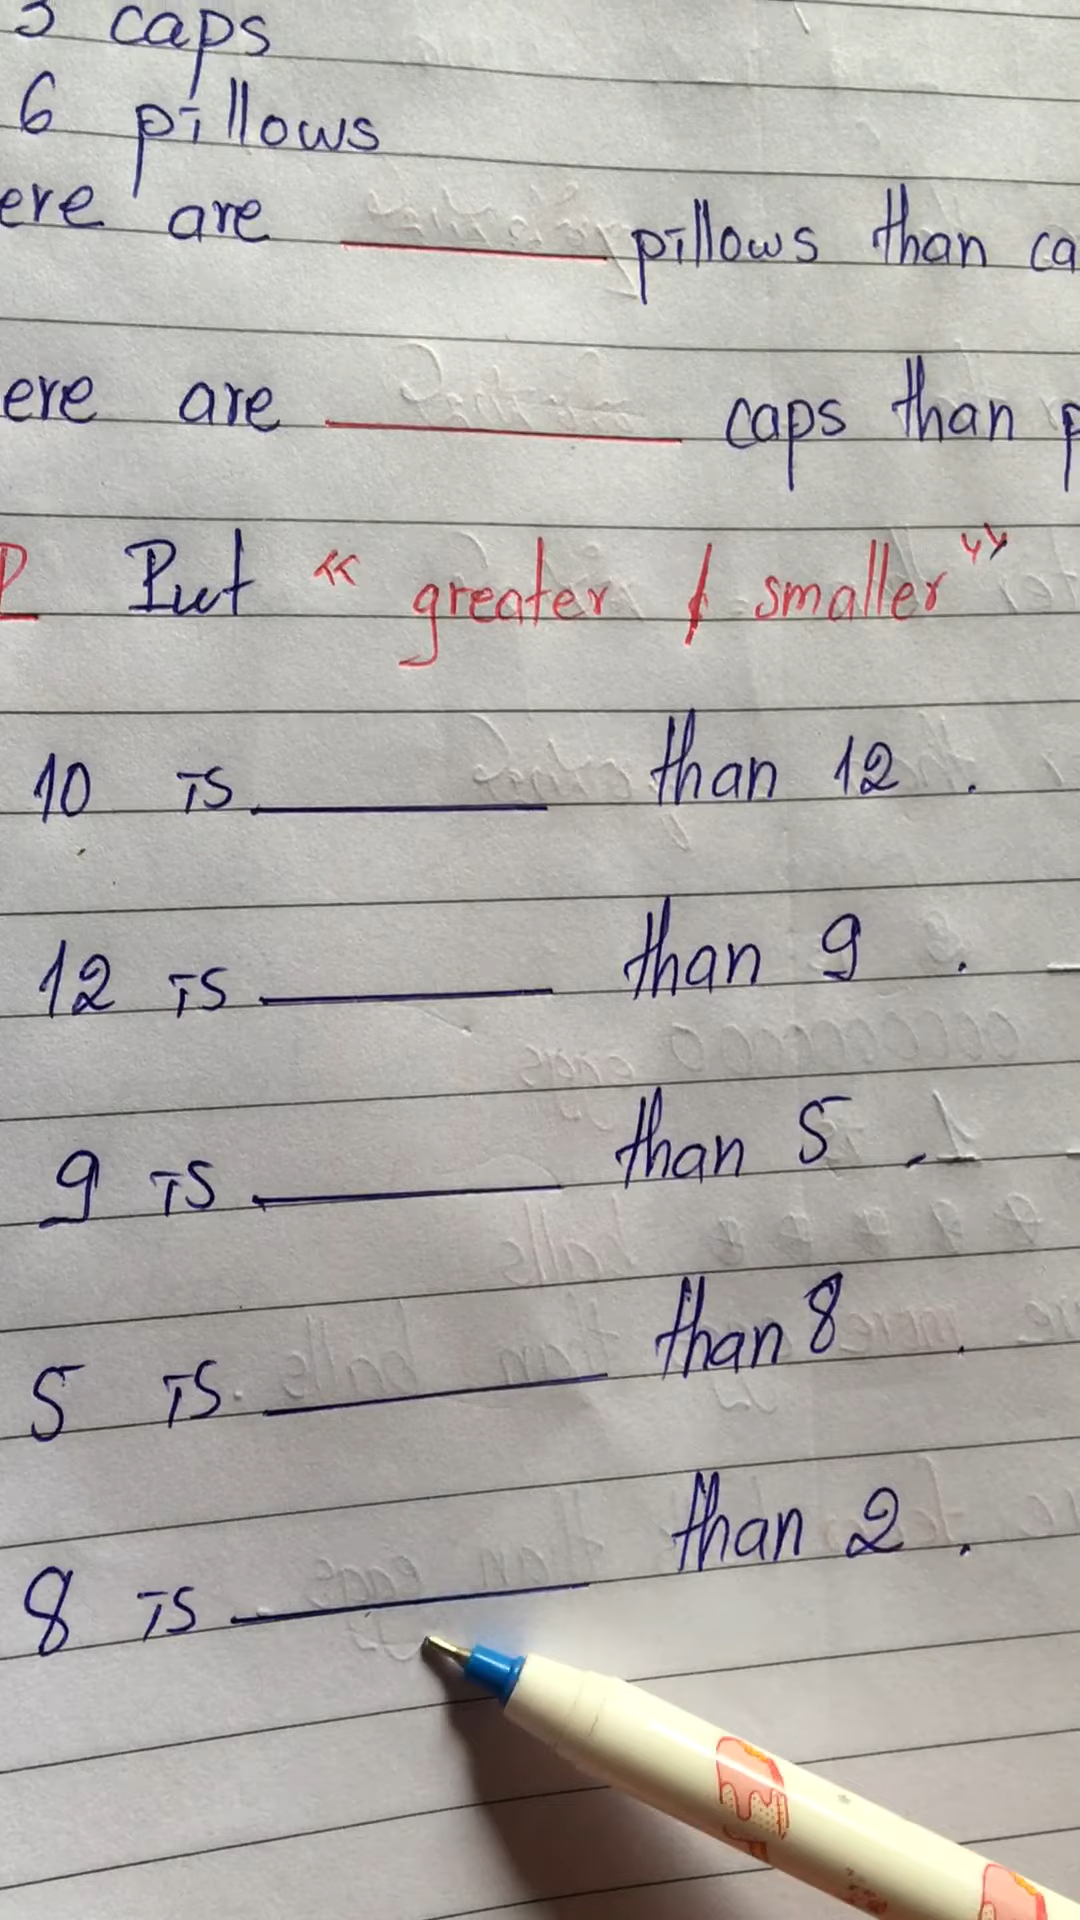 caps
6 pillows
ere are ______ pillows than ca
ere are ______ caps than p
2 Put « greater / smaller »
10 is ______ than 12 .
12 is ______ than 9 .
9 is ______ than 5 .
5 is ______ than 8 .
8 is ______ than 2 .